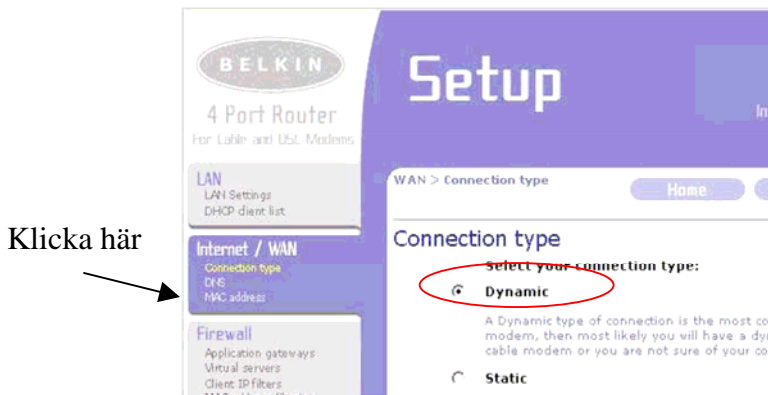 BELKIN
4 Port Router
For Cable and DSL Modems
Setup
In
LAN
LAN Settings
DHCP client list
WAN > Connection type
Home
Klicka här
Internet / WAN
Connection type
DNS
MAC address
Connection type
Select your connection type:
Dynamic
A Dynamic type of connection is the most co
modem, then most likely you will have a dy
cable modem or you are not sure of your co
Firewall
Application gateways
Virtual servers
Client IP filters
Static